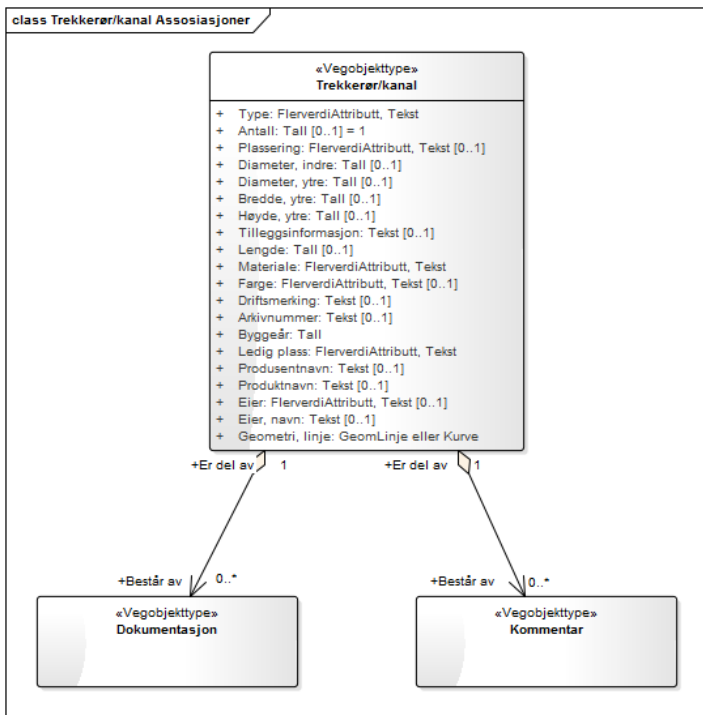 class Trekkerør/kanal Assosiasjoner
«Vegobjekttype»
Trekkerør/kanal
+ Type: FlerverdiAttributt, Tekst
+ Antall: Tall [0..1] = 1
+ Plassering: FlerverdiAttributt, Tekst [0..1]
+ Diameter, indre: Tall [0..1]
+ Diameter, ytre: Tall [0..1]
+ Bredde, ytre: Tall [0..1]
+ Høyde, ytre: Tall [0..1]
+ Tilleggsinformasjon: Tekst [0..1]
+ Lengde: Tall [0..1]
+ Materiale: FlerverdiAttributt, Tekst
+ Farge: FlerverdiAttributt, Tekst [0..1]
+ Driftsmerking: Tekst [0..1]
+ Arkivnummer: Tekst [0..1]
+ Byggeår: Tall
+ Ledig plass: FlerverdiAttributt, Tekst
+ Produsentnavn: Tekst [0..1]
+ Produktnavn: Tekst [0..1]
+ Eier: FlerverdiAttributt, Tekst [0..1]
+ Eier, navn: Tekst [0..1]
+ Geometri, linje: GeomLinje eller Kurve
+Er del av 1 +Er del av 1
+Består av 0..* +Består av 0..*
«Vegobjekttype»
Dokumentasjon
«Vegobjekttype»
Kommentar